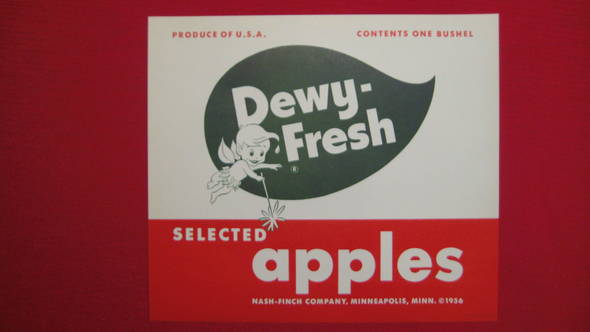 PRODUCE OF U.S.A. CONTENTS ONE BUSHEL
Dewy-
Fresh
®
SELECTED
apples
NASH-FINCH COMPANY, MINNEAPOLIS, MINN. ©1956